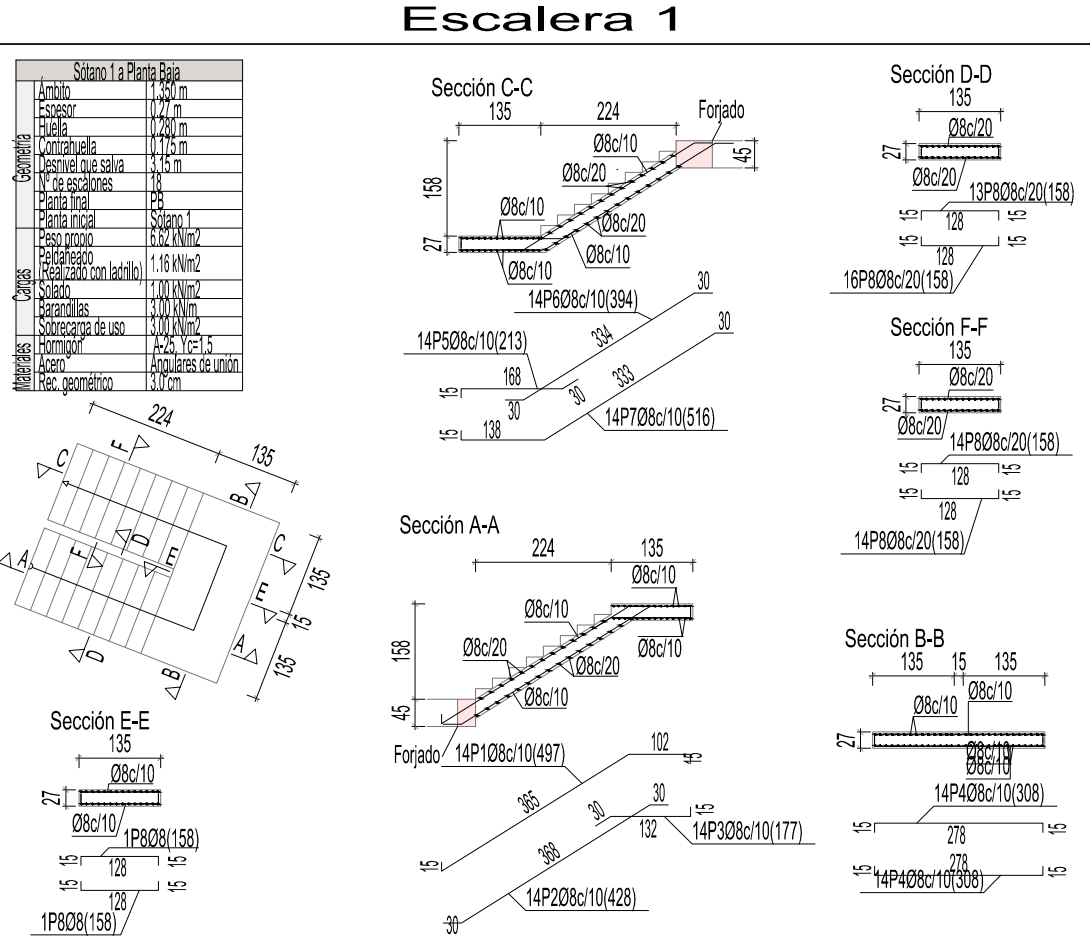 Escalera 1
Sótano 1 a Planta Baja
Geometría
Ámbito 1.350 m
Espesor 0.27 m
Huella 0.280 m
Contrahuella 0.175 m
Desnivel que salva 3.15 m
Nº de escalones 18
Planta final PB
Planta inicial Sótano 1
Cargas
Peso propio 6.62 kN/m2
Peldañeado
(Realizado con ladrillo) 1.16 kN/m2
Solado 1.00 kN/m2
Barandillas 3.00 kN/m
Sobrecarga de uso 3.00 kN/m2
Materiales
Hormigón A-25, Yc=1.5
Acero Angulares de unión
Rec. geométrico 3.0 cm
224
135
C
F
B
A
D
E
F
E
C
135
15
135
A
D
B
Sección C-C
135 224 Forjado
Ø8c/10
Ø8c/20
45
158
Ø8c/10
Ø8c/20
27
Ø8c/10
Ø8c/10
14P6Ø8c/10(394)
30
334
30
14P5Ø8c/10(213)
15
168
30
30
333
14P7Ø8c/10(516)
15
138
Sección A-A
224 135
Ø8c/10
Ø8c/10
158
Ø8c/20
Ø8c/20
Ø8c/10
Ø8c/10
45
Forjado
14P1Ø8c/10(497)
102
15
365
15
30
30
15
132
14P3Ø8c/10(177)
368
14P2Ø8c/10(428)
30
Sección D-D
135
Ø8c/20
27
Ø8c/20
13P8Ø8c/20(158)
15
128
15
15
128
15
16P8Ø8c/20(158)
Sección F-F
135
Ø8c/20
27
Ø8c/20
14P8Ø8c/20(158)
15
128
15
15
128
15
14P8Ø8c/20(158)
Sección B-B
135 15 135
Ø8c/10
Ø8c/10
27
Ø8c/10
Ø8c/10
14P4Ø8c/10(308)
15
278
15
15
278
15
14P4Ø8c/10(308)
Sección E-E
135
Ø8c/10
27
Ø8c/10
1P8Ø8(158)
15
128
15
15
128
15
1P8Ø8(158)